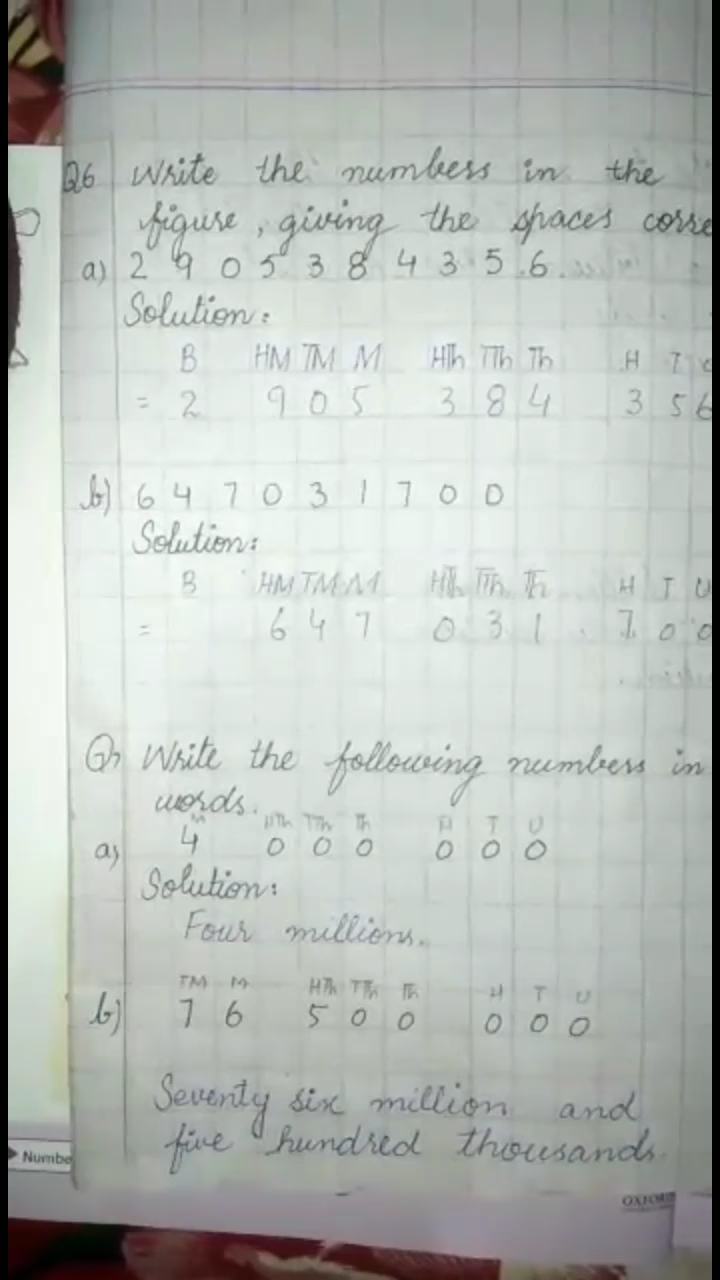 Q6 Write the numbers in the
figure, giving the spaces corre
a) 2 9 0 5 3 8 4 3 5 6
Solution:
B HM TM M HTh TTh Th H T
= 2 9 0 5 3 8 4 3 5 6
b) 6 4 7 0 3 1 7 0 0
Solution:
B HM TM M HTh TTh Th H T U
= 6 4 7 0 3 1 7 0 0
Q7 Write the following numbers in
words.
M HTh TTh Th H T U
a) 4 0 0 0 0 0 0
Solution:
Four millions.
TM M HTh TTh Th H T U
b) 7 6 5 0 0 0 0 0
Seventy six million and
five hundred thousands.
Numbe
OXFORD